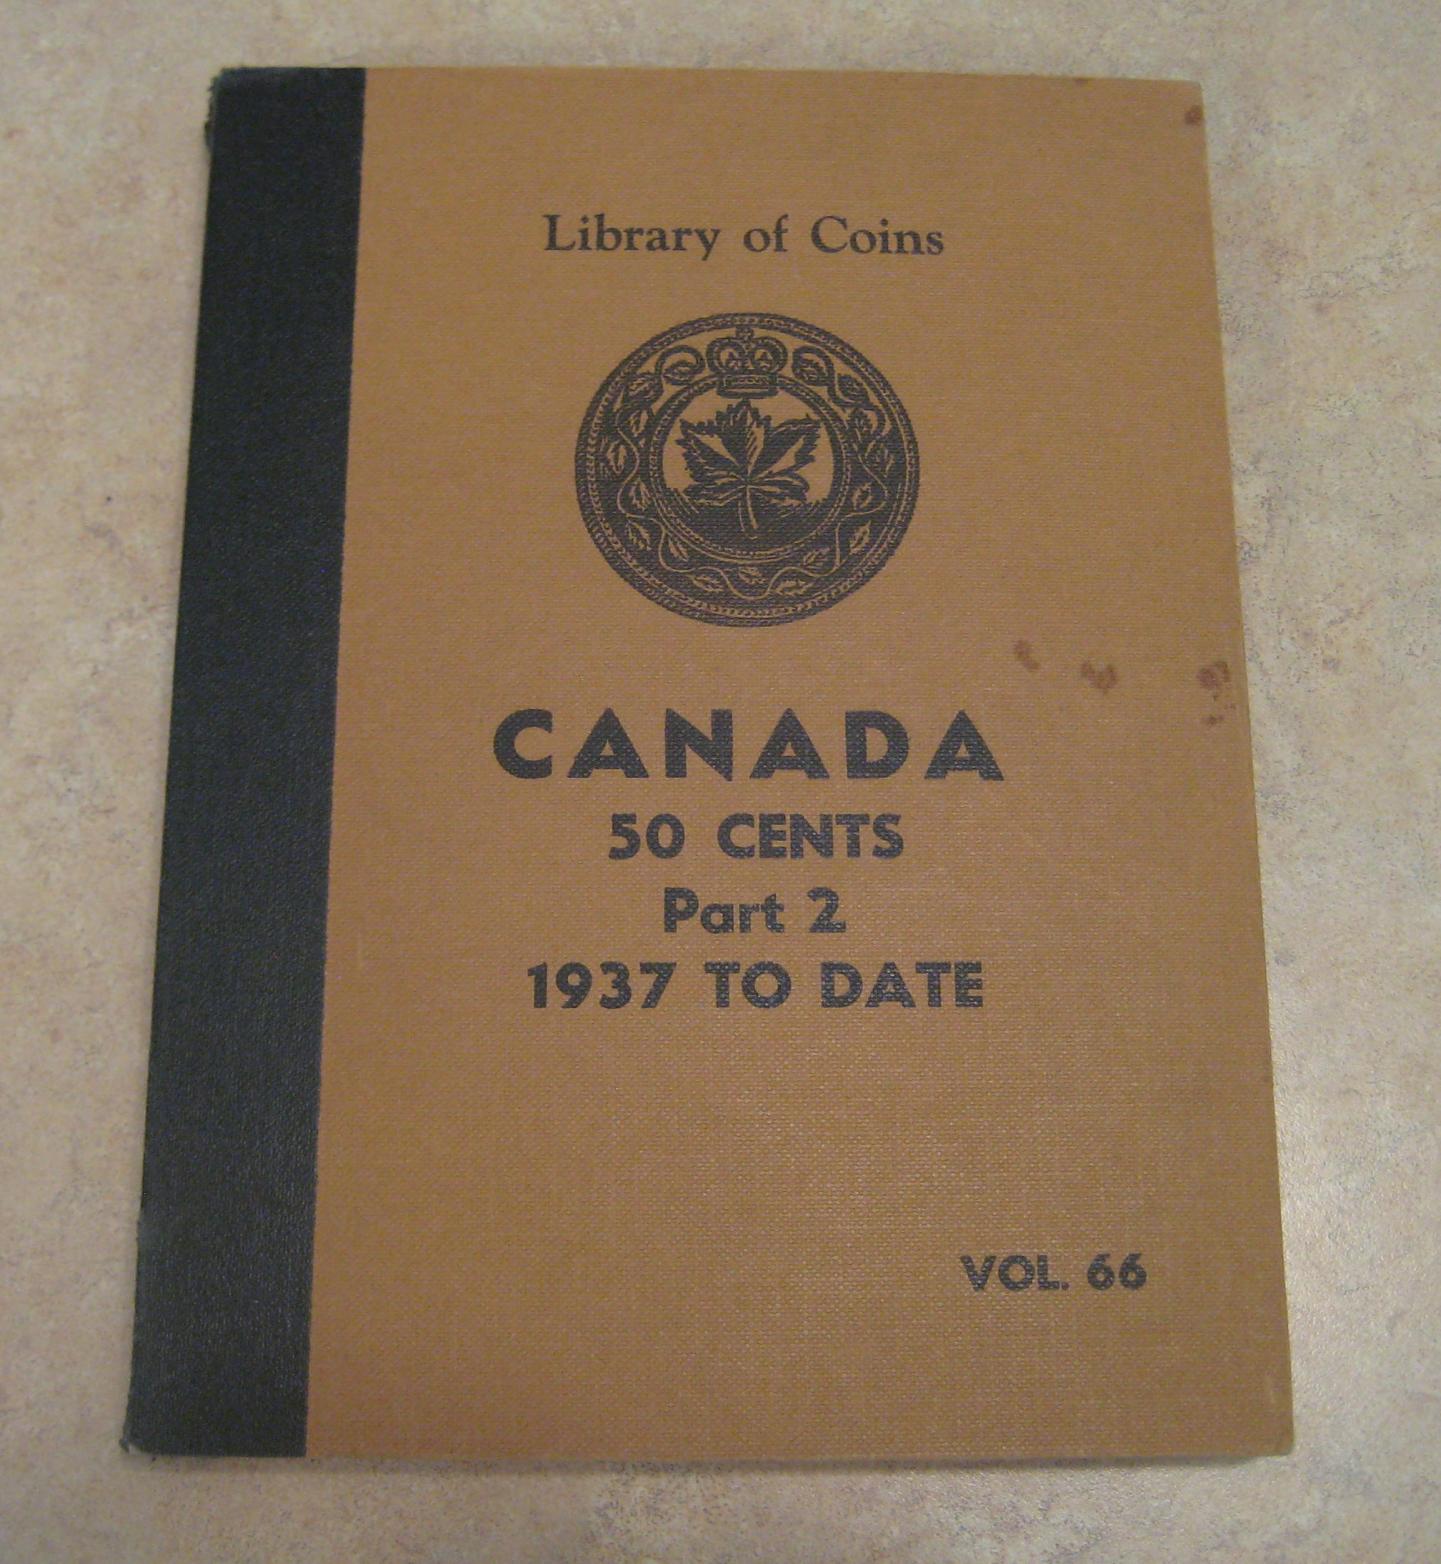 Library of Coins
CANADA
50 CENTS
Part 2
1937 TO DATE
VOL. 66